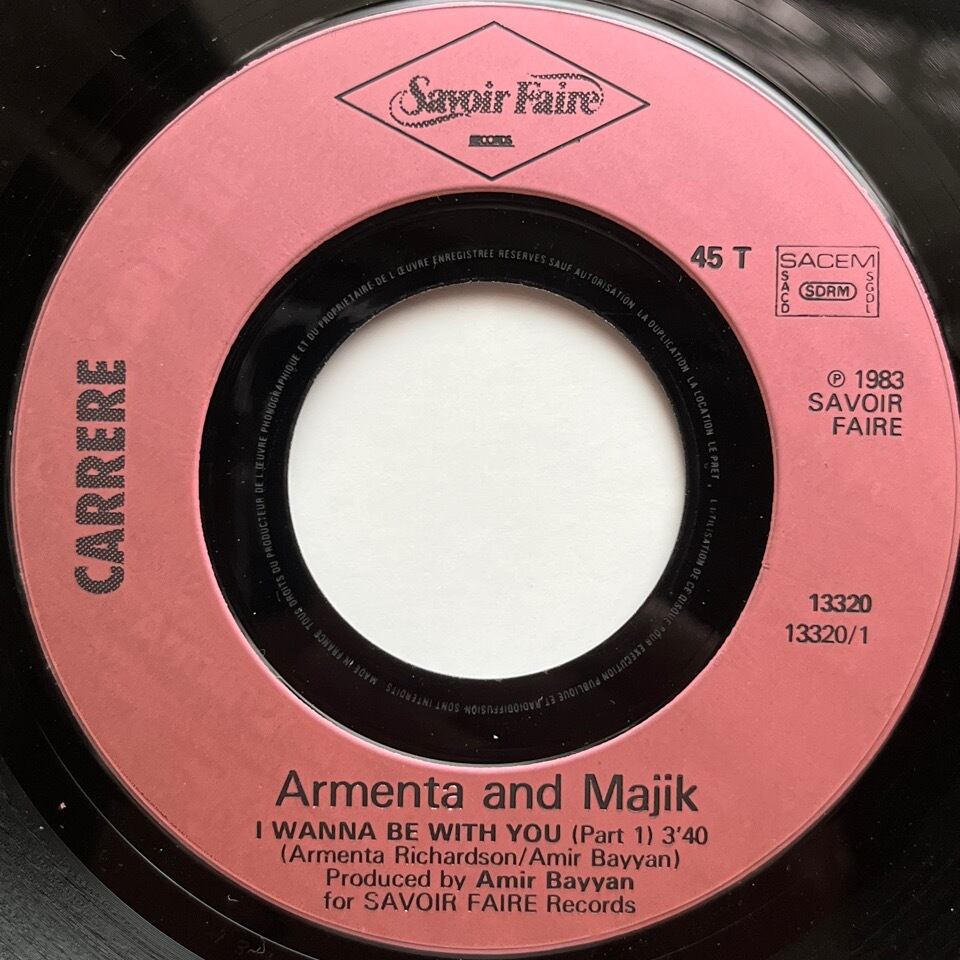 Savoir Faire
RECORDS
45 T
SACEM
SACD
SDRM
SGDL
CARRERE
℗ 1983
SAVOIR
FAIRE
13320
13320/1
Armenta and Majik
I WANNA BE WITH YOU (Part 1) 3'40
(Armenta Richardson/Amir Bayyan)
Produced by Amir Bayyan
for SAVOIR FAIRE Records
MADE IN FRANCE TOUS DROITS DU PRODUCTEUR DE L'ŒUVRE PHONOGRAPHIQUE ET DU PROPRIETAIRE DE L'ŒUVRE ENREGISTREE RESERVES SAUF AUTORISATION LA DUPLICATION LA LOCATION LE PRET, L'UTILISATION DE CE DISQUE POUR EXECUTION PUBLIQUE ET RADIODIFFUSION SONT INTERDITS